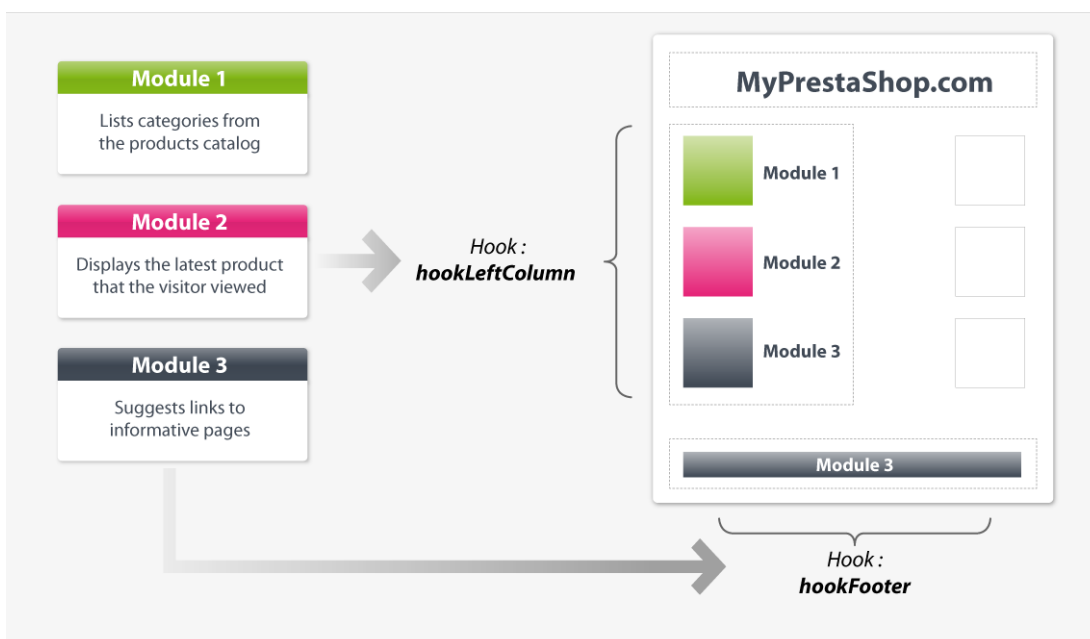 Module 1
Lists categories from
the products catalog
Module 2
Displays the latest product
that the visitor viewed
Module 3
Suggests links to
informative pages
Hook :
hookLeftColumn
MyPrestaShop.com
Module 1
Module 2
Module 3
Module 3
Hook :
hookFooter